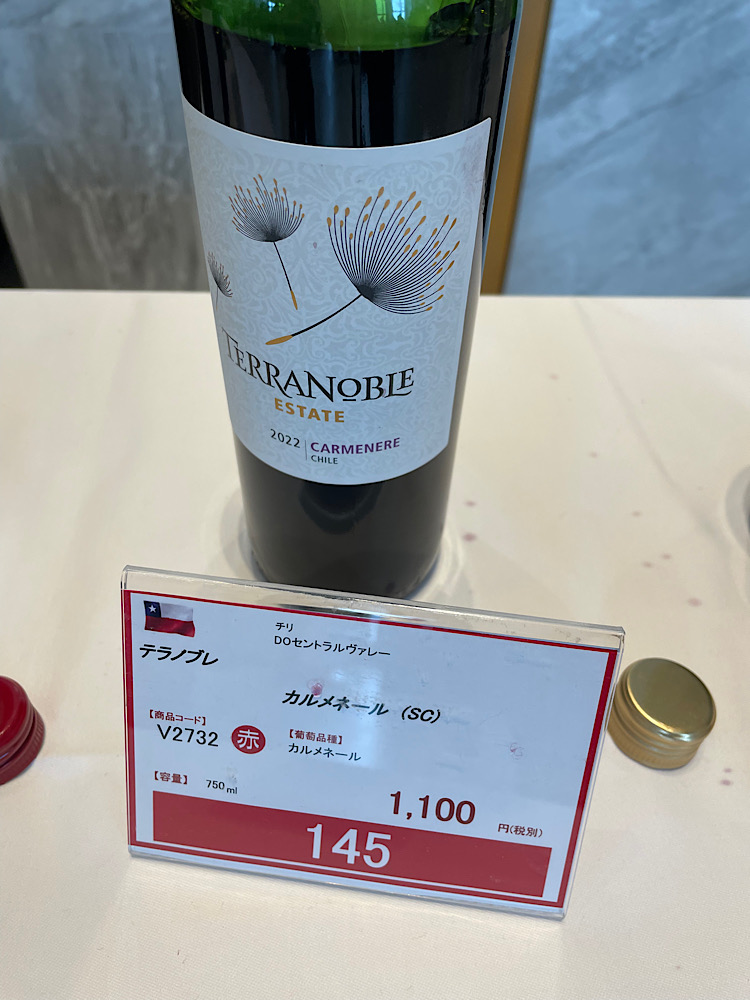 TERRANOBLE
ESTATE
2022 CARMENERE
CHILE
チリ
DOセントラルヴァレー
テラノブレ
カルメネール (SC)
【商品コード】
V2732
赤
【葡萄品種】
カルメネール
【容量】 750ml
1,100 円(税別)
145